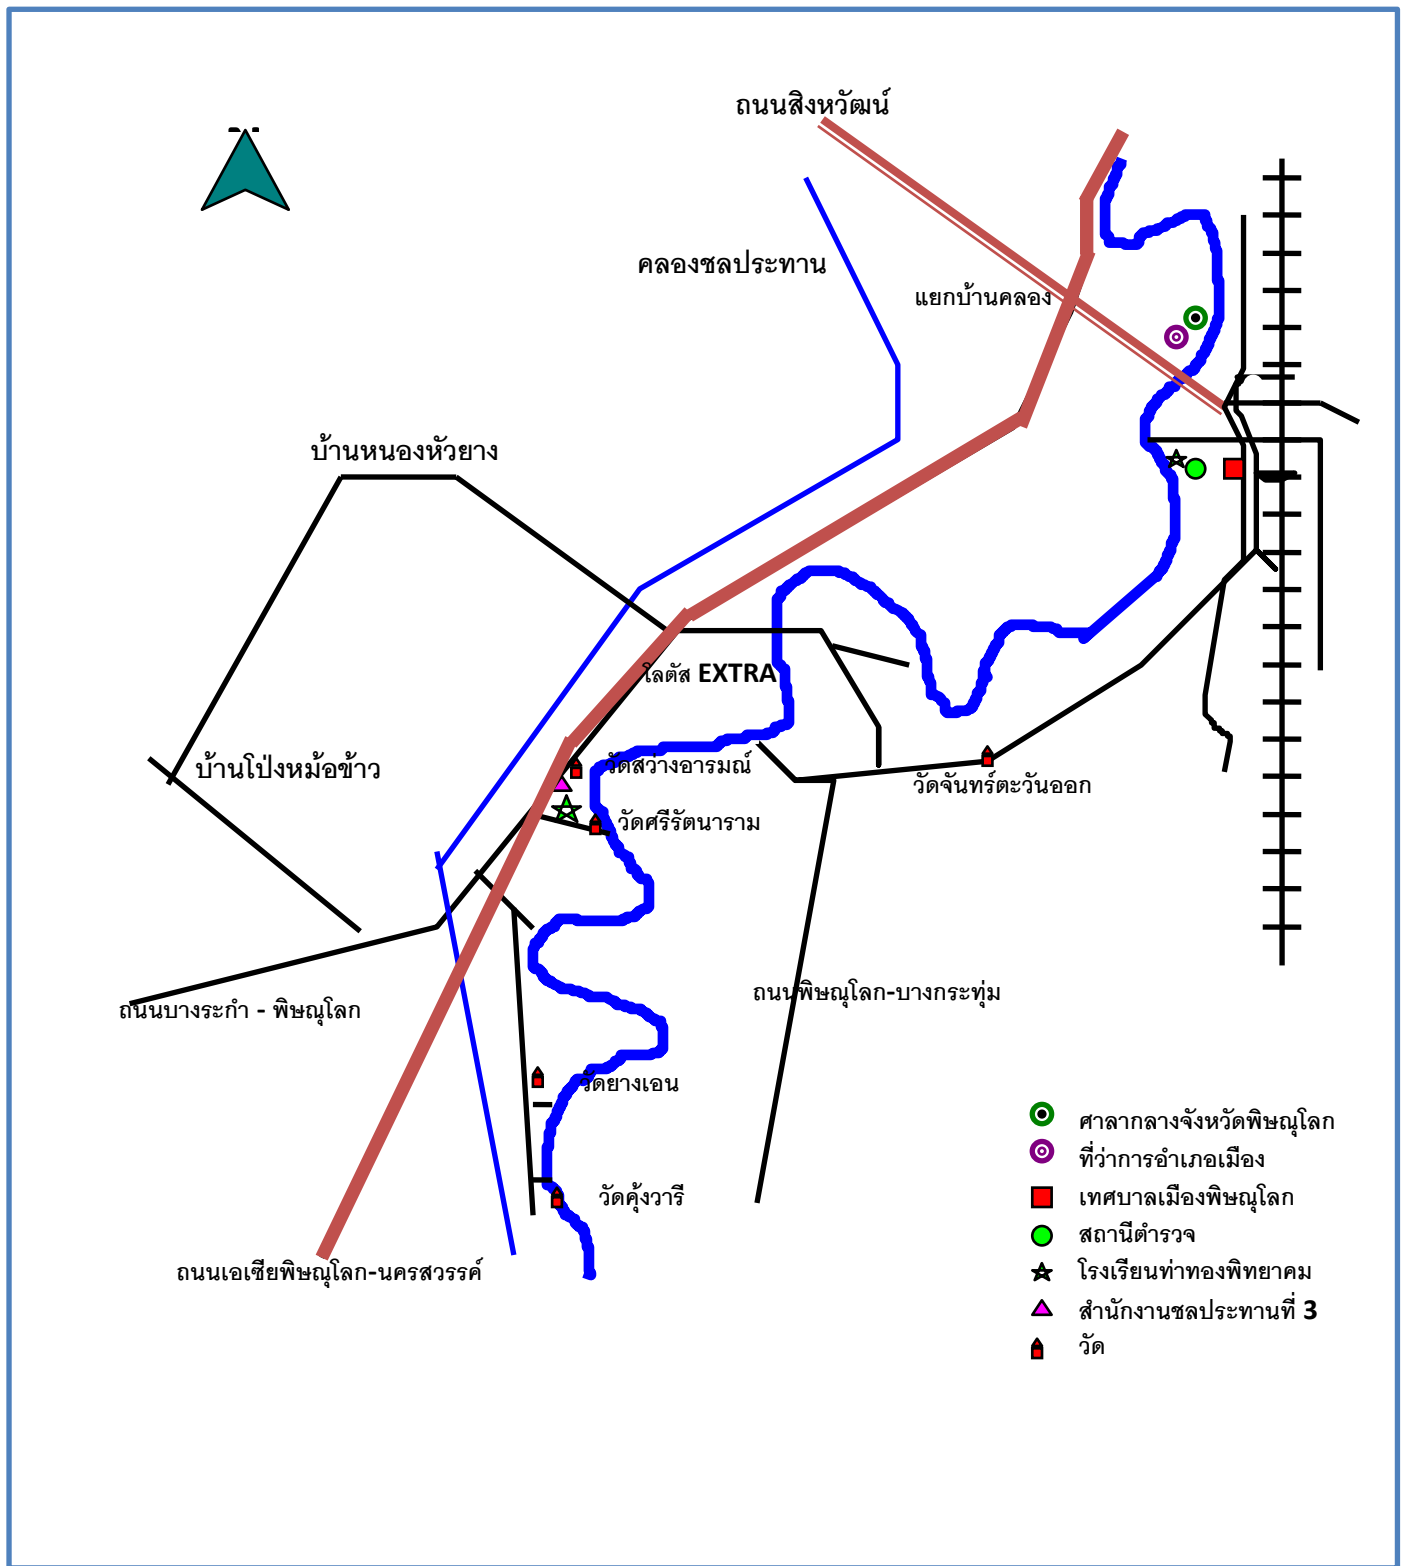 ถนนสิงหวัฒน์
คลองชลประทาน
แยกบ้านคลอง
บ้านหนองหัวยาง
โลตัส EXTRA
บ้านโป่งหม้อข้าว
วัดสว่างอารมณ์
วัดจันทร์ตะวันออก
วัดศรีรัตนาราม
ถนนบางระกำ - พิษณุโลก
ถนนพิษณุโลก-บางกระทุ่ม
วัดยางเอน
วัดคุ้งวารี
ถนนเอเซียพิษณุโลก-นครสวรรค์
ศาลากลางจังหวัดพิษณุโลก
ที่ว่าการอำเภอเมือง
เทศบาลเมืองพิษณุโลก
สถานีตำรวจ
โรงเรียนท่าทองพิทยาคม
สำนักงานชลประทานที่ 3
วัด